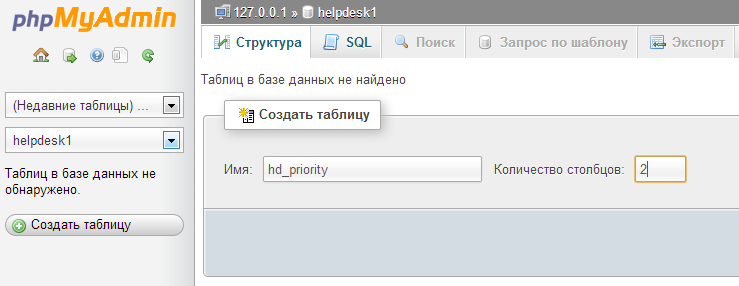 phpMyAdmin
(Недавние таблицы) ...
helpdesk1
Таблиц в базе данных не
обнаружено.
Создать таблицу
127.0.0.1 » helpdesk1
Структура SQL Поиск Запрос по шаблону Экспорт
Таблиц в базе данных не найдено
Создать таблицу
Имя: hd_priority Количество столбцов: 2